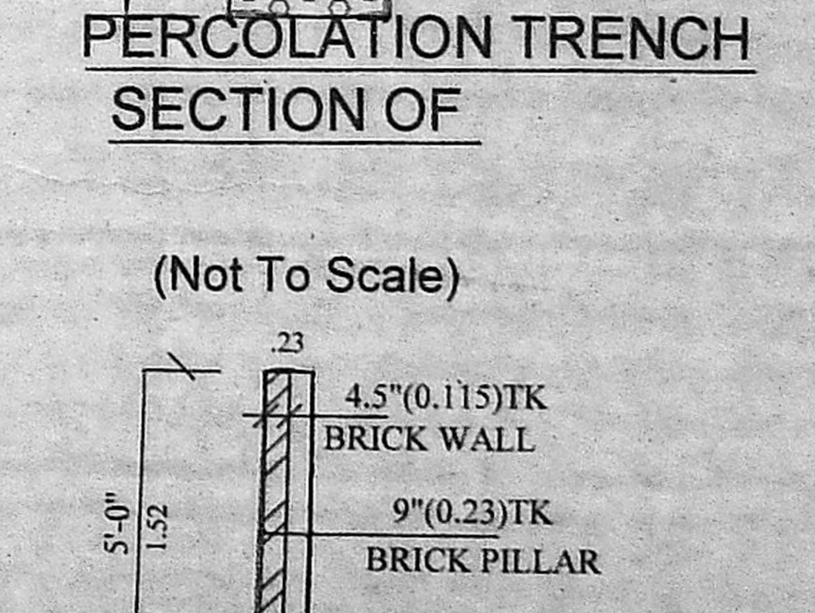 PERCOLATION TRENCH
SECTION OF
(Not To Scale)
.23
4.5"(0.115)TK
BRICK WALL
5'-0"
1.52
9"(0.23)TK
BRICK PILLAR